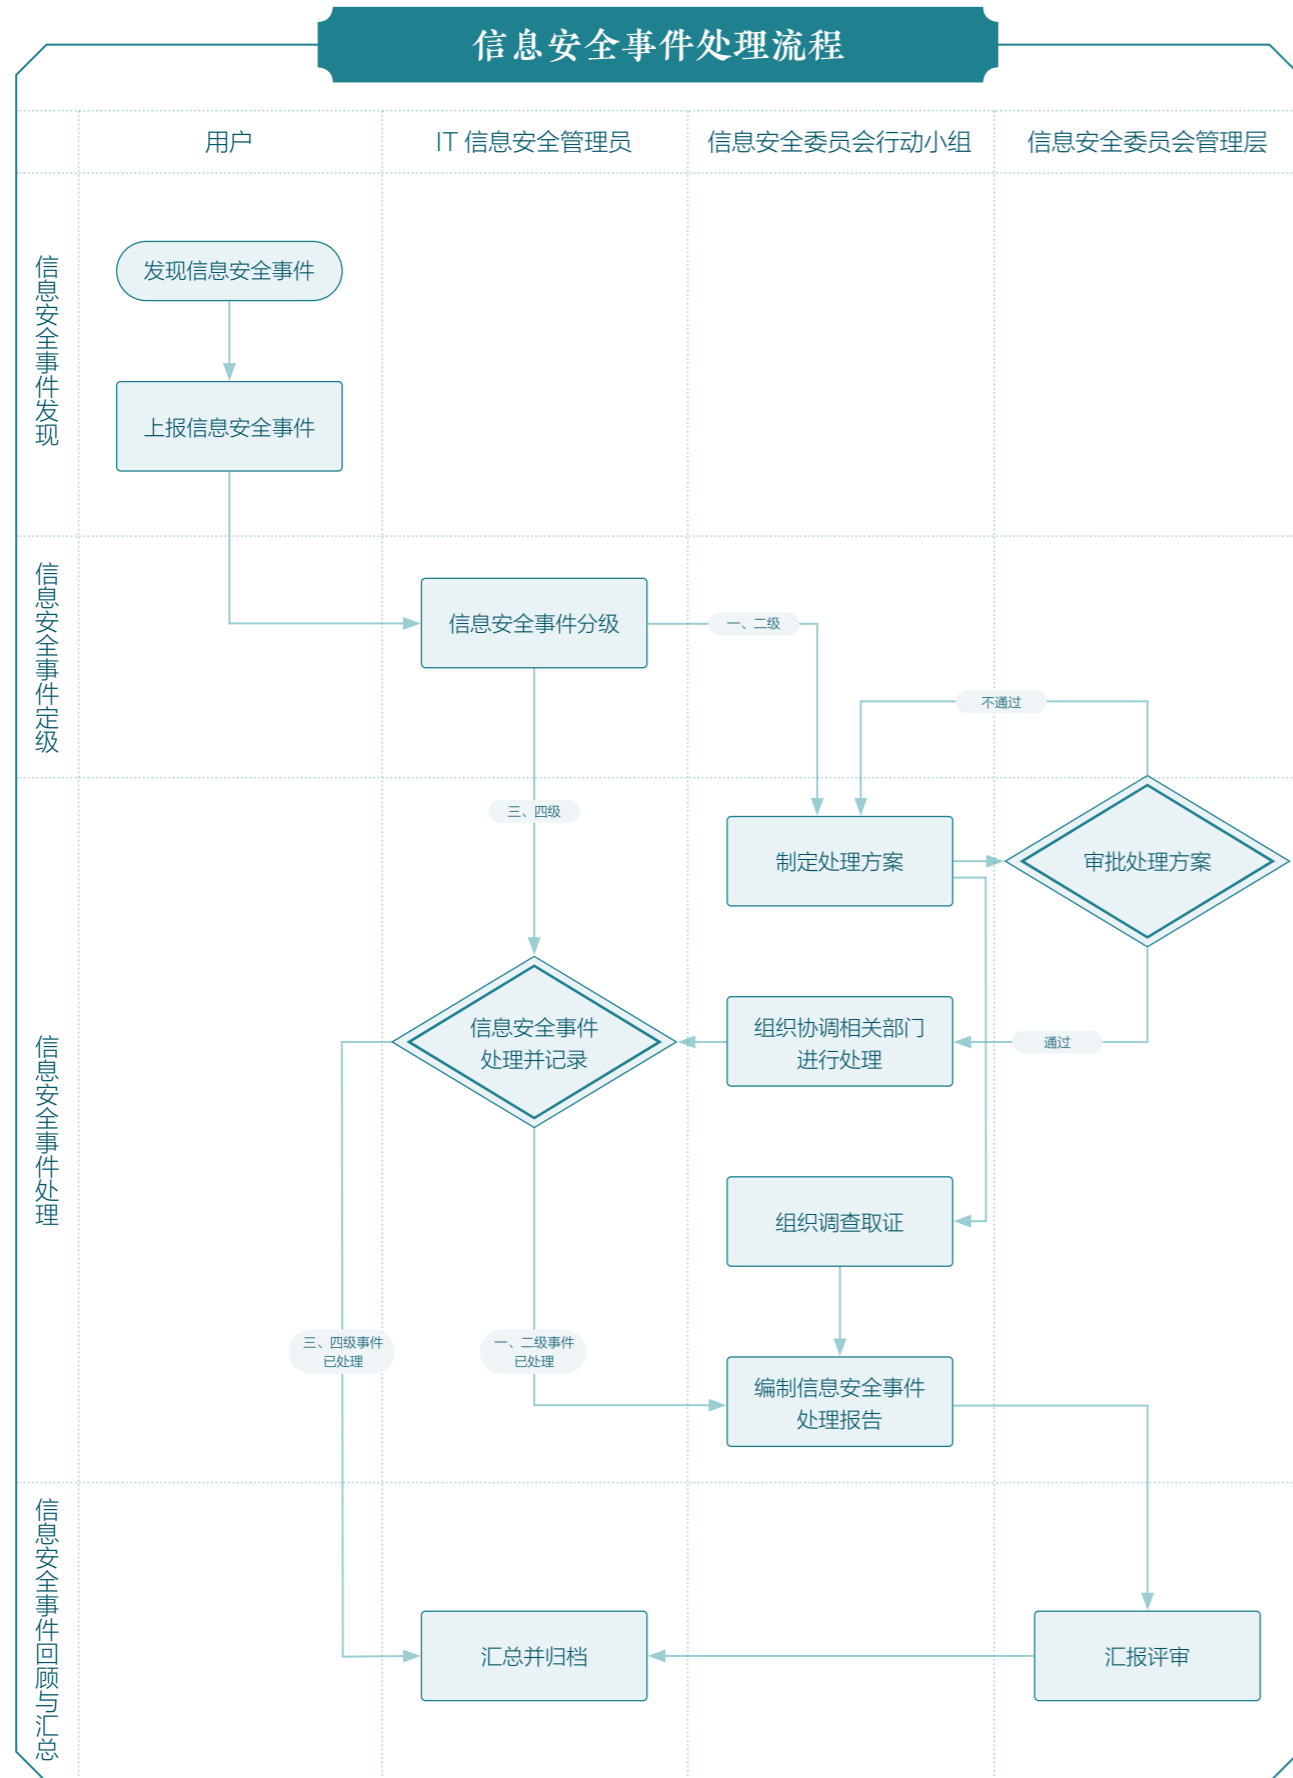 信息安全事件处理流程
用户
IT 信息安全管理员
信息安全委员会行动小组
信息安全委员会管理层
信息安全事件发现
发现信息安全事件
上报信息安全事件
信息安全事件定级
信息安全事件分级
一、二级
不通过
三、四级
信息安全事件处理
制定处理方案
审批处理方案
信息安全事件
处理并记录
组织协调相关部门
进行处理
通过
组织调查取证
三、四级事件
已处理
一、二级事件
已处理
编制信息安全事件
处理报告
信息安全事件回顾与汇总
汇总并归档
汇报评审